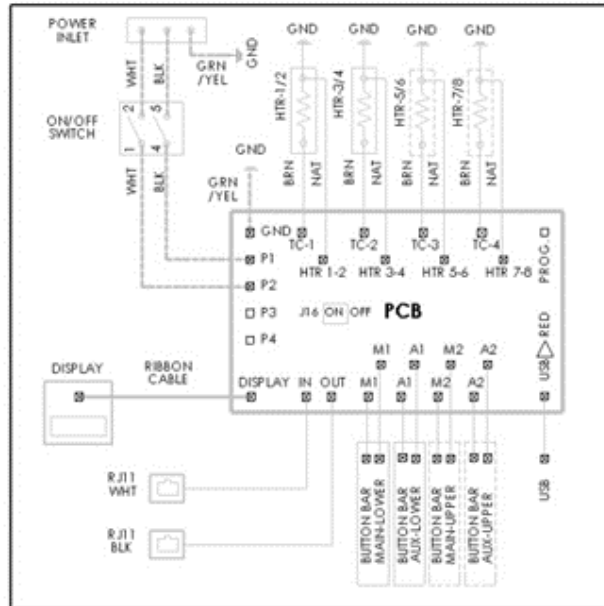 POWER
INLET
GND
GND
GND
GND
GND
GRN
/YEL
WHT
BLK
HTR-1/2
HTR-3/4
HTR-5/6
HTR-7/8
2
5
ON/OFF
SWITCH
1
4
GND
BRN
NAT
BRN
NAT
BRN
NAT
BRN
NAT
WHT
BLK
GRN
/YEL
GND
TC-1
TC-2
TC-3
TC-4
PROG.
P1
HTR 1-2
HTR 3-4
HTR 5-6
HTR 7-8
P2
P3
J16 ON OFF
PCB
P4
RED
M1
A1
M2
A2
USB
DISPLAY
RIBBON
CABLE
DISPLAY
IN
OUT
M1
A1
M2
A2
RJ11
WHT
RJ11
BLK
BUTTON BAR
MAIN-LOWER
BUTTON BAR
AUX-LOWER
BUTTON BAR
MAIN-UPPER
BUTTON BAR
AUX-UPPER
USB